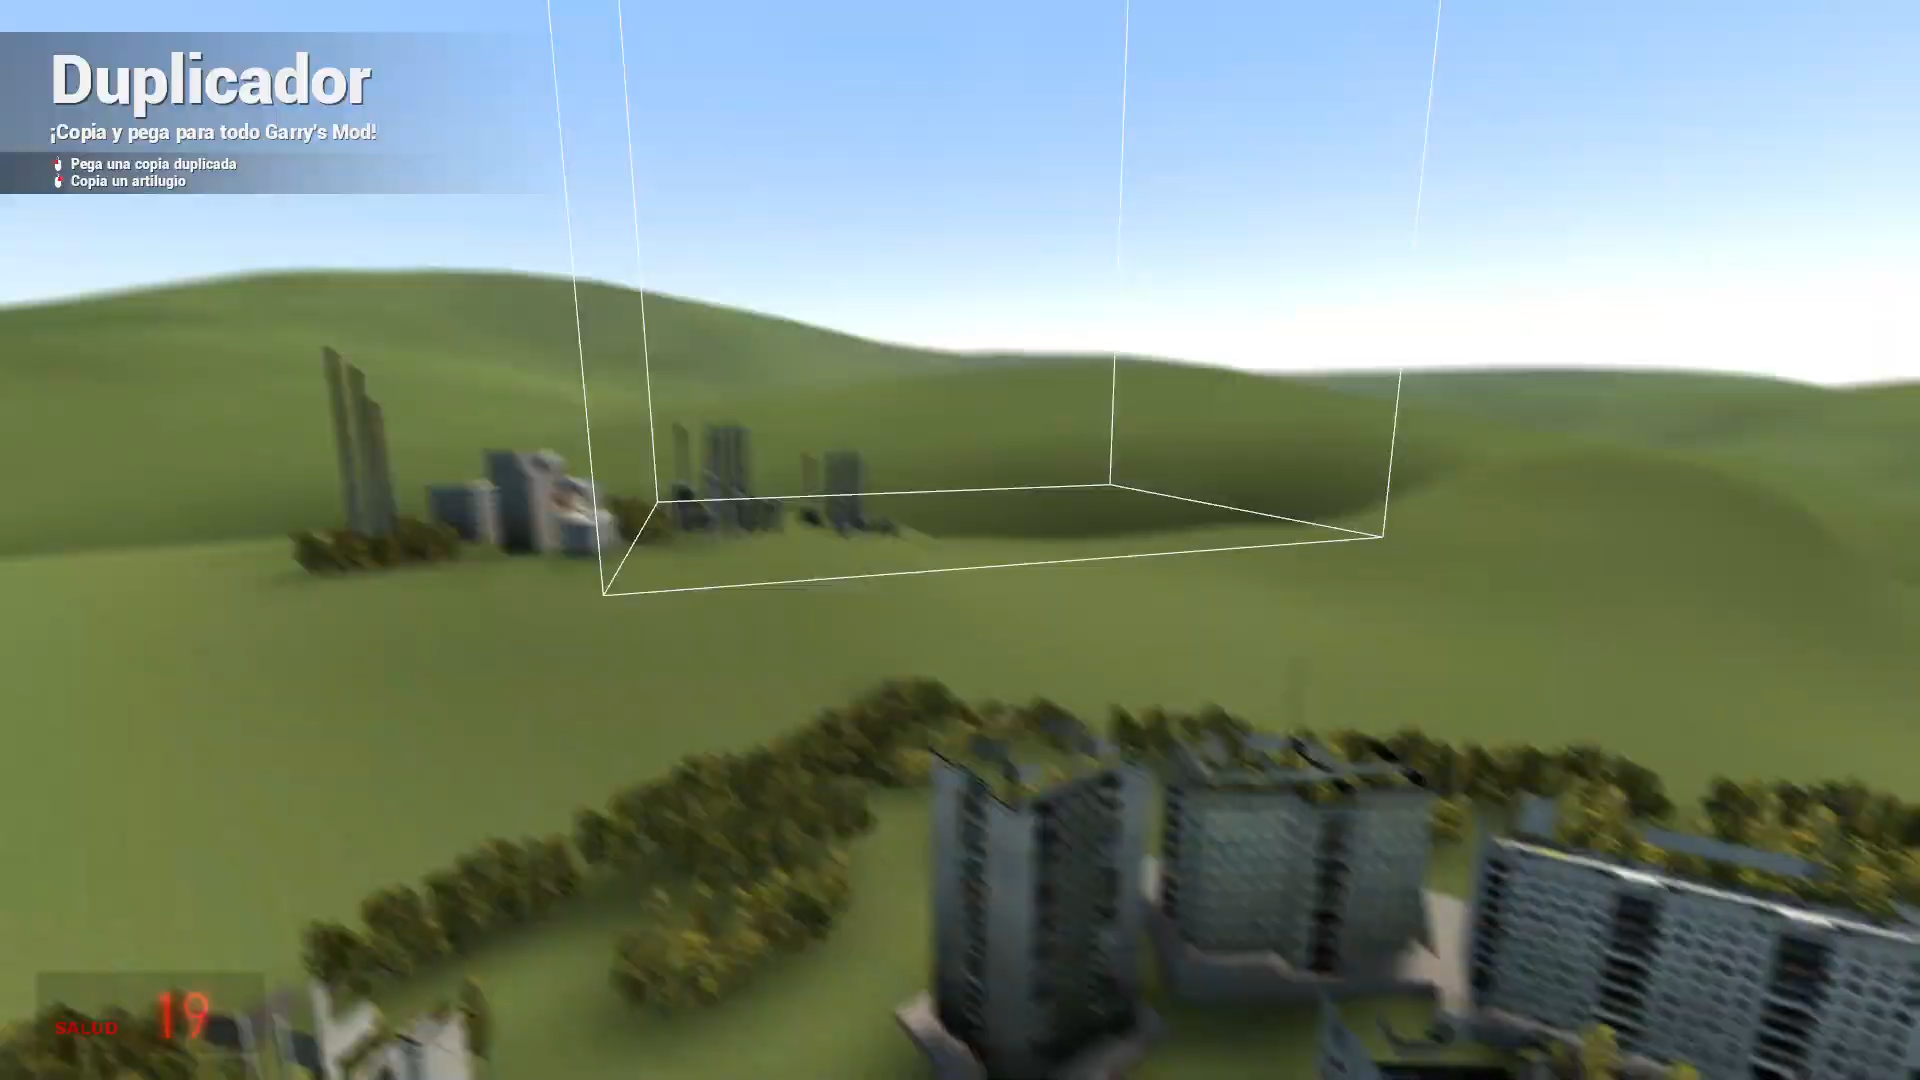 Duplicador
¡Copia y pega para todo Garry's Mod!
Pega una copia duplicada
Copia un artilugio
SALUD 19